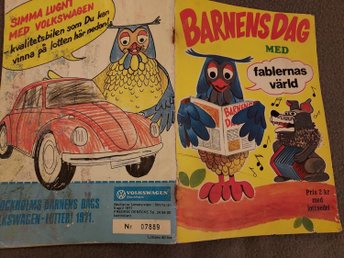 SIMMA LUGNT
MED VOLKSWAGEN
kvalitetsbilen som Du kan
vinna på lotten här nedan
STOCKHOLMS BARNENS DAGS
VOLKSWAGEN-LOTTERI 1971.
VOLKSWAGEN
Nr 07889
BARNENS DAG
MED
fablernas
värld
BARNENS
Pris 2 kr
med
lottsedel